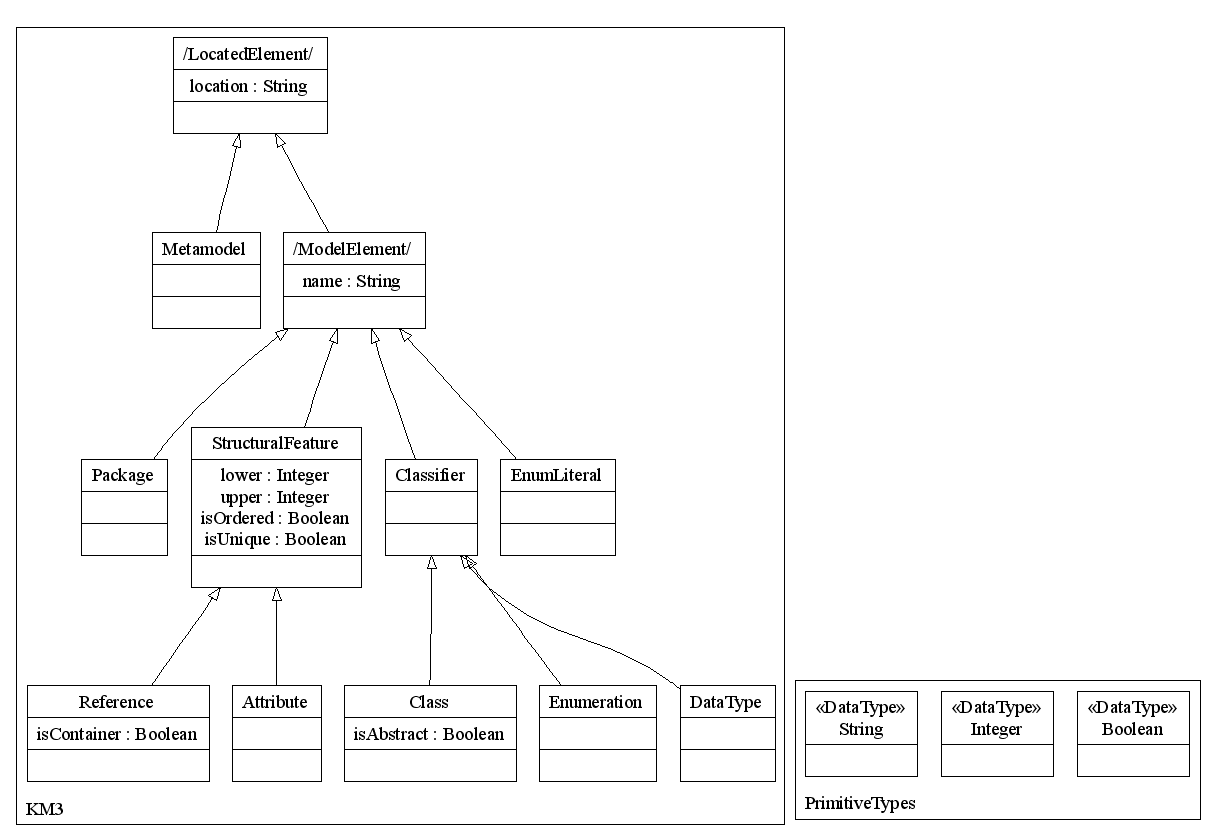 /LocatedElement/
location : String
Metamodel
/ModelElement/
name : String
Package
StructuralFeature
lower : Integer
upper : Integer
isOrdered : Boolean
isUnique : Boolean
Classifier
EnumLiteral
Reference
isContainer : Boolean
Attribute
Class
isAbstract : Boolean
Enumeration
DataType
KM3
«DataType»
String
«DataType»
Integer
«DataType»
Boolean
PrimitiveTypes